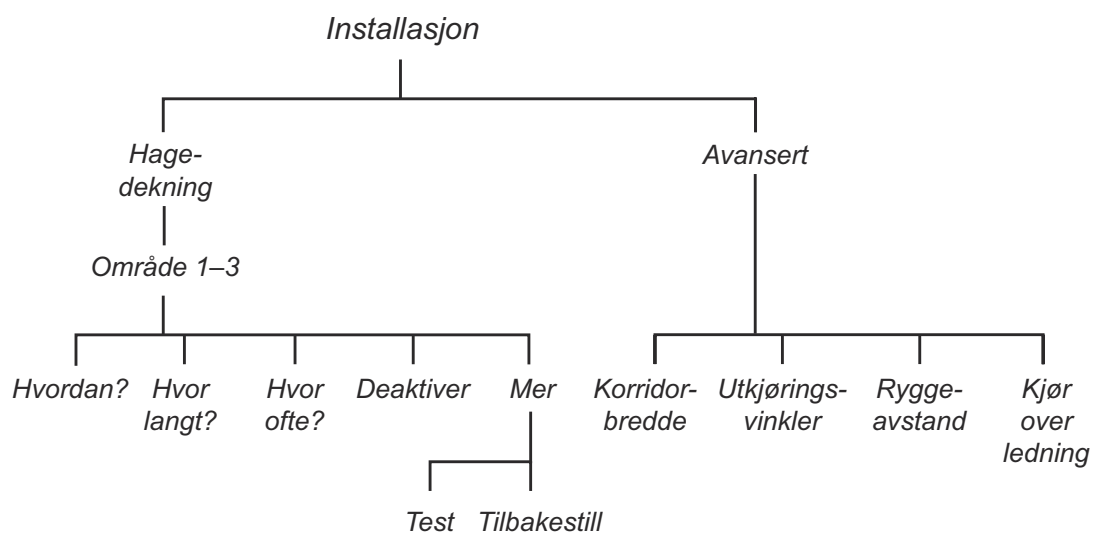 Installasjon
Hage-
dekning
Avansert
Område 1–3
Hvordan?
Hvor
langt?
Hvor
ofte?
Deaktiver
Mer
Korridor-
bredde
Utkjørings-
vinkler
Rygge-
avstand
Kjør
over
ledning
Test
Tilbakestill